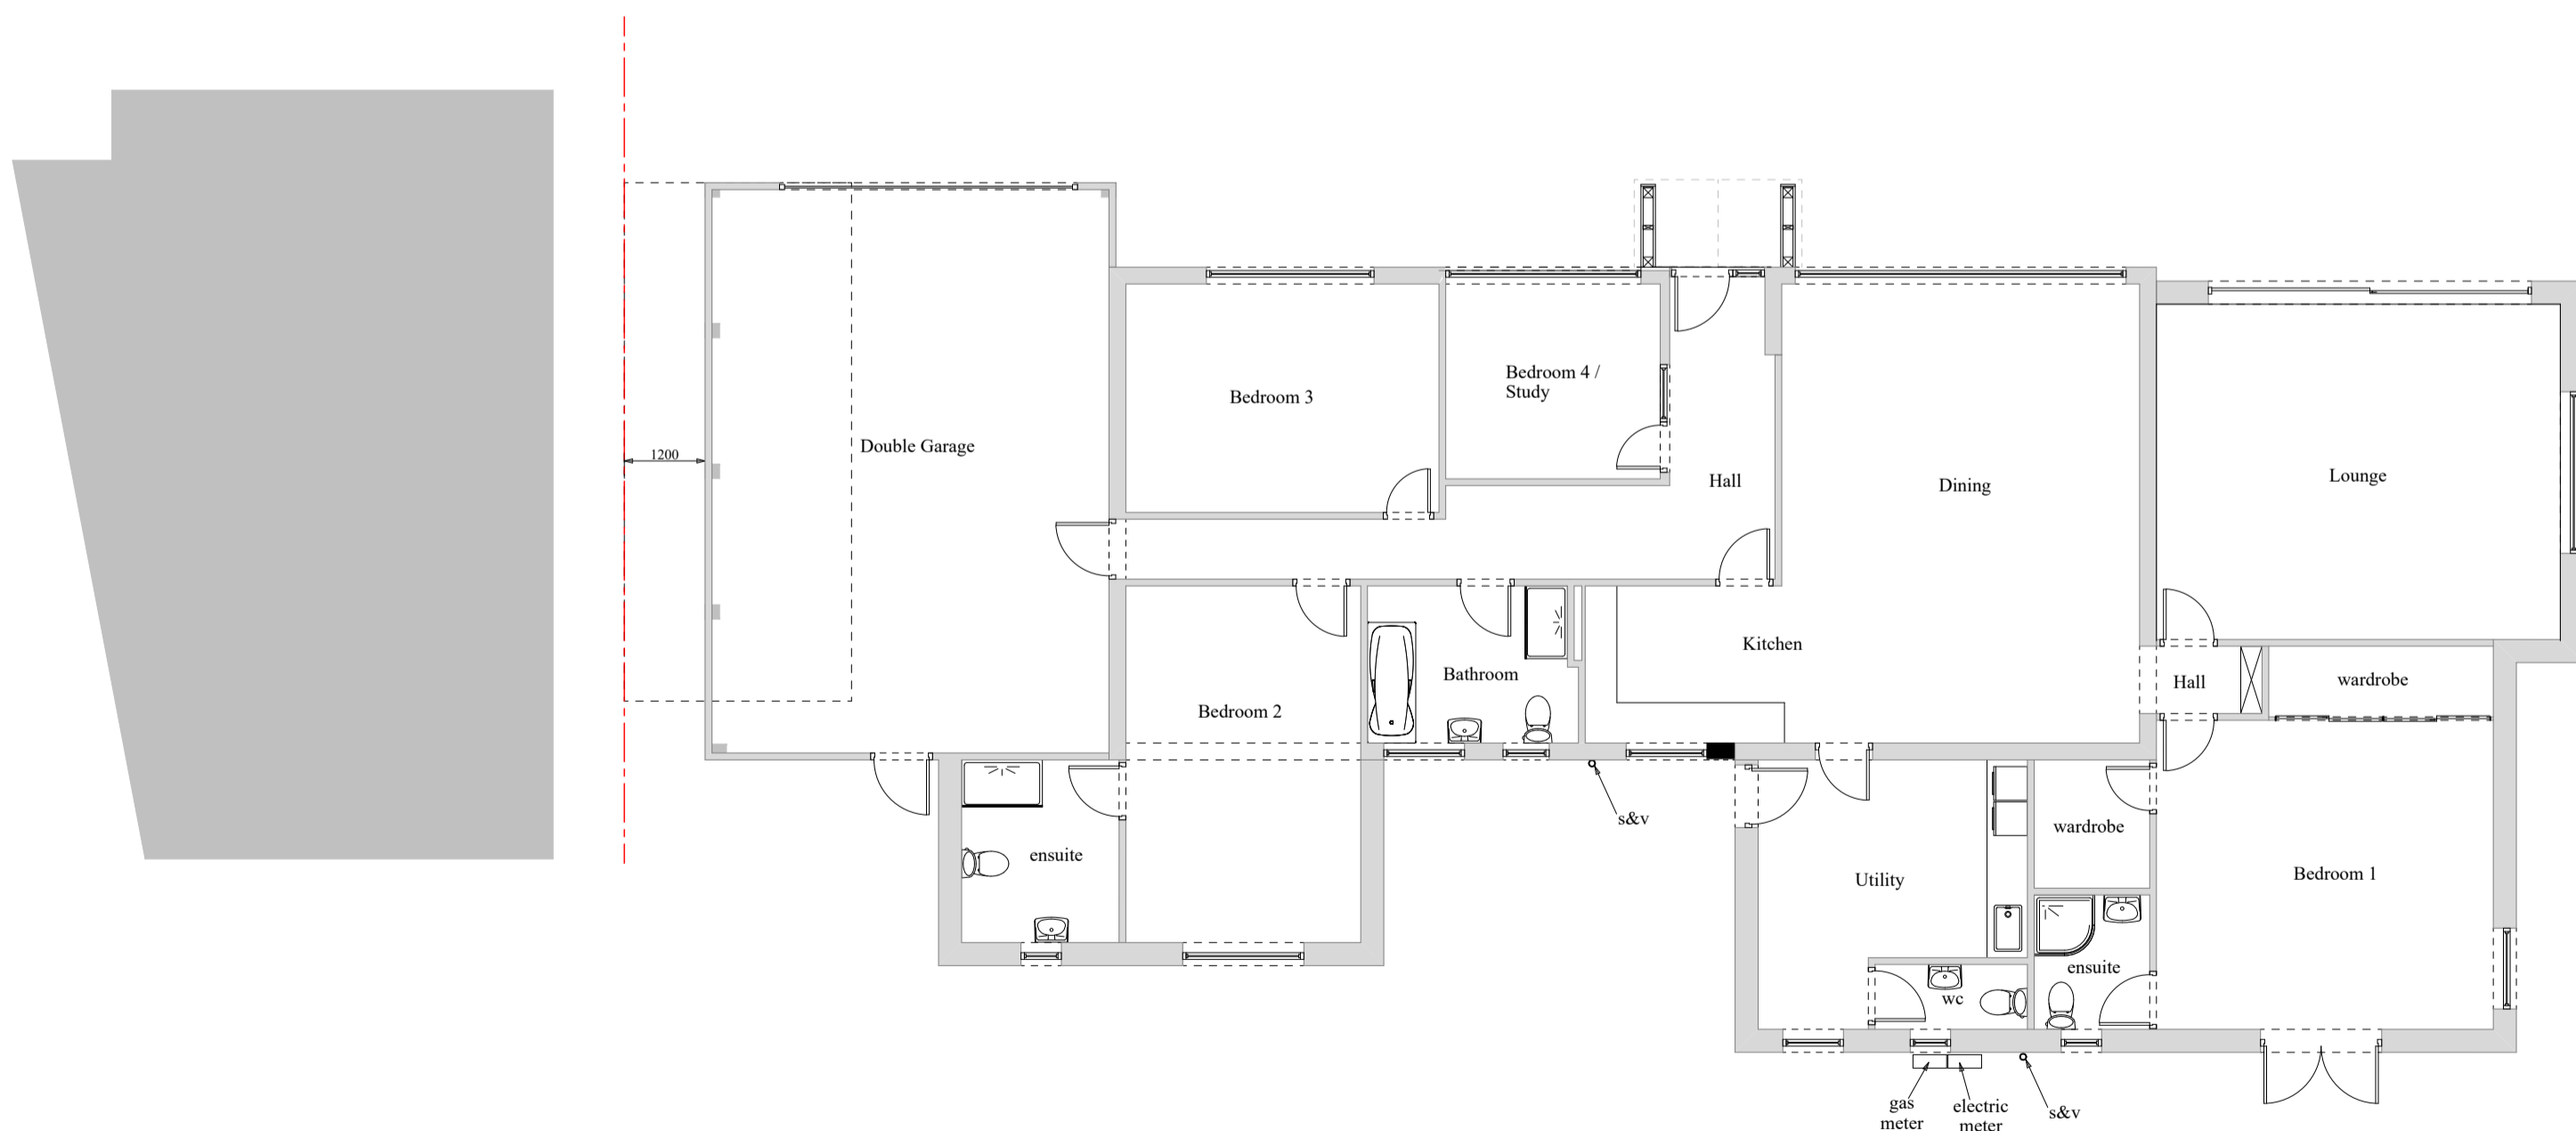 Bedroom 4 /
Study
Bedroom 3
Double Garage
1200
Hall
Dining
Lounge
Kitchen
Bathroom
Hall
wardrobe
Bedroom 2
s&v
wardrobe
ensuite
Utility
Bedroom 1
ensuite
wc
gas
meter
electric
meter
s&v